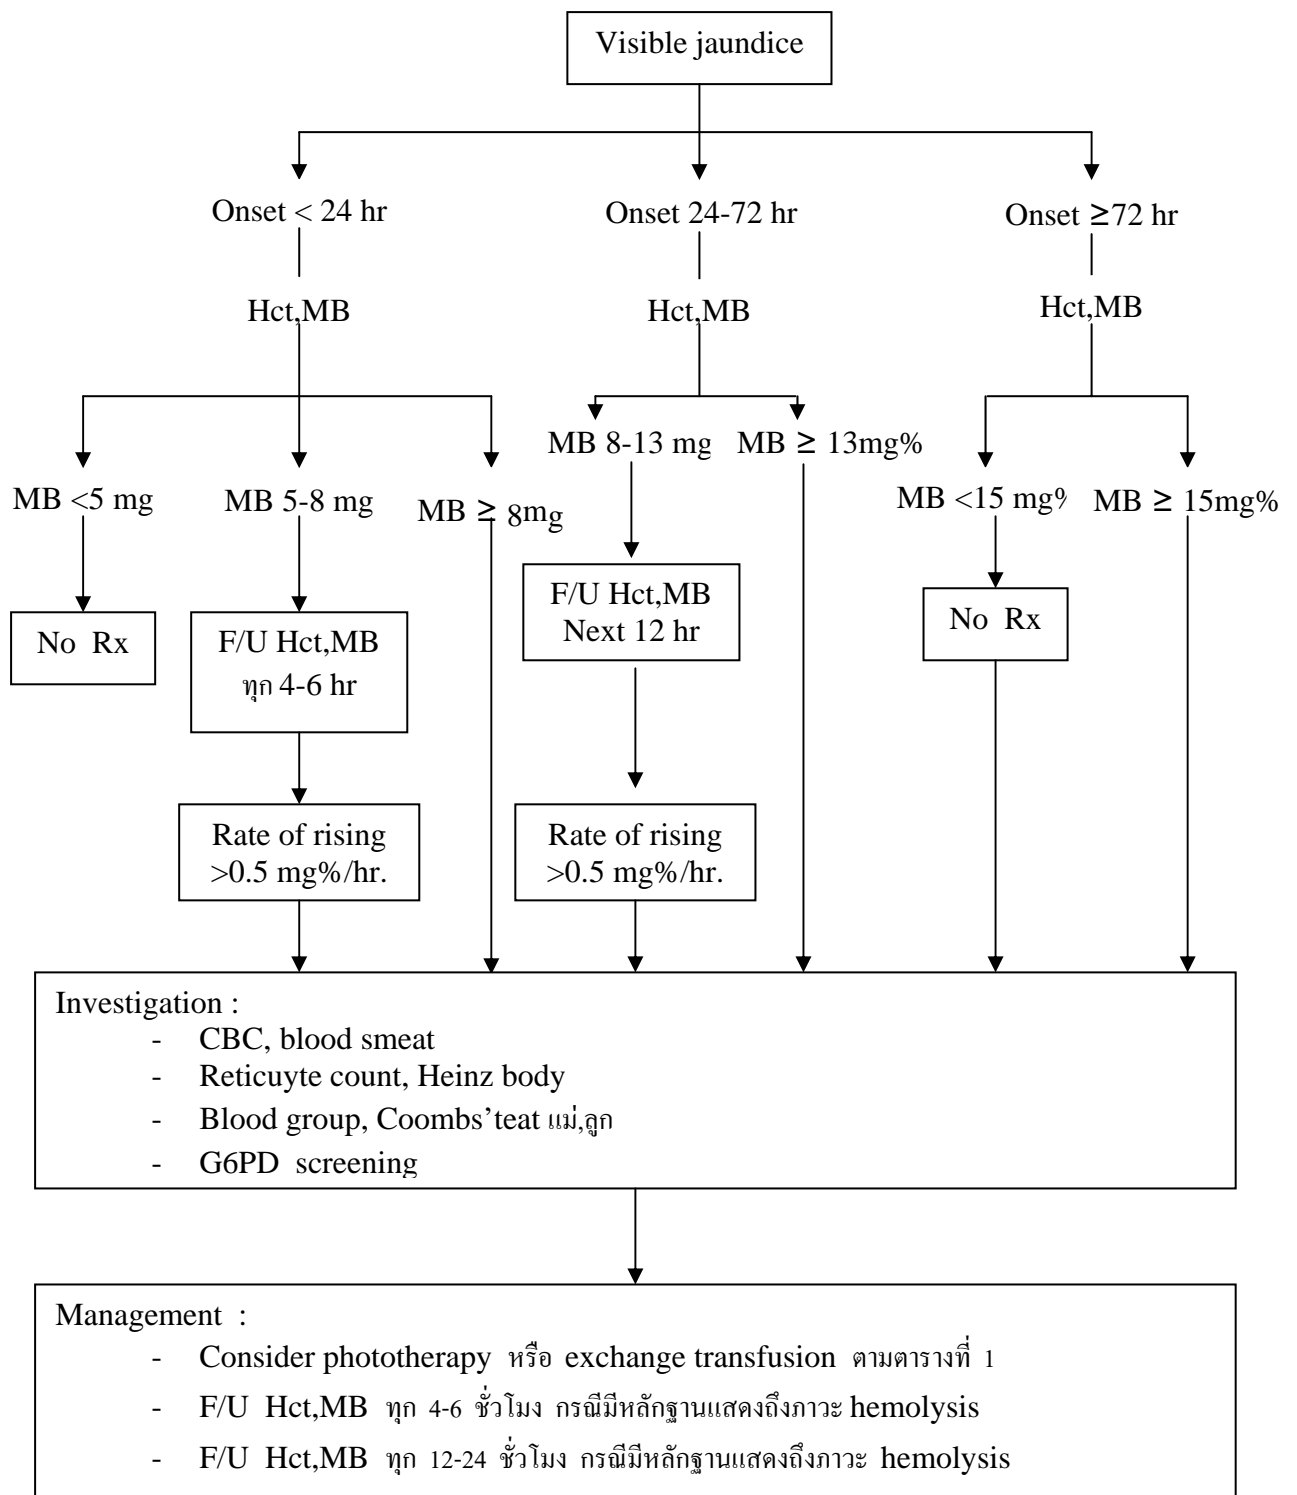 Visible jaundice
Onset < 24 hr
Onset 24-72 hr
Onset ≥72 hr
Hct,MB
Hct,MB
Hct,MB
MB <5 mg
MB 5-8 mg
MB ≥ 8mg
MB 8-13 mg
MB ≥ 13mg%
MB <15 mg%
MB ≥ 15mg%
No Rx
F/U Hct,MB
ทุก 4-6 hr
F/U Hct,MB
Next 12 hr
No Rx
Rate of rising
>0.5 mg%/hr.
Rate of rising
>0.5 mg%/hr.
Investigation :
- CBC, blood smeat
- Reticuyte count, Heinz body
- Blood group, Coombs’teat แม่,ลูก
- G6PD screening
Management :
- Consider phototherapy หรือ exchange transfusion ตามตารางที่ 1
- F/U Hct,MB ทุก 4-6 ชั่วโมง กรณีมีหลักฐานแสดงถึงภาวะ hemolysis
- F/U Hct,MB ทุก 12-24 ชั่วโมง กรณีมีหลักฐานแสดงถึงภาวะ hemolysis